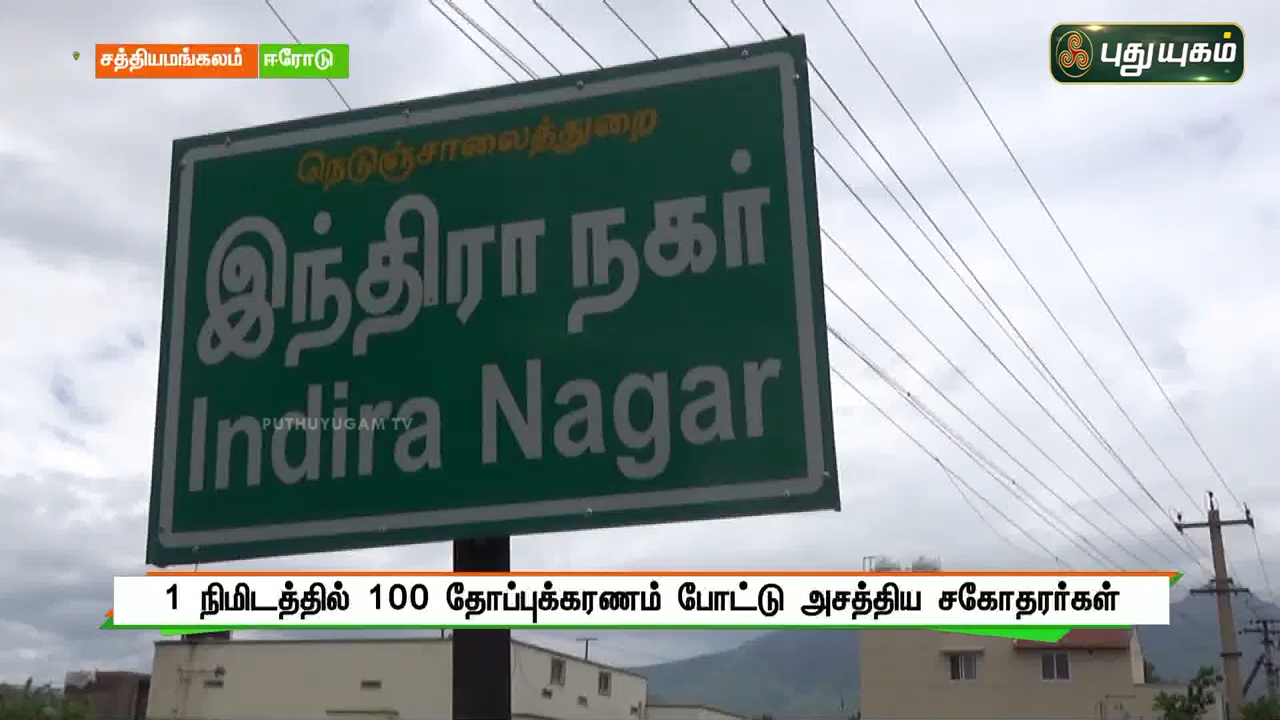 சத்தியமங்கலம் ஈரோடு
புதுயுகம்
நெடுஞ்சாலைத்துறை
இந்திரா நகர்
Indira Nagar
PUTHUYUGAM TV
1 நிமிடத்தில் 100 தோப்புக்கரணம் போட்டு அசத்திய சகோதரர்கள்